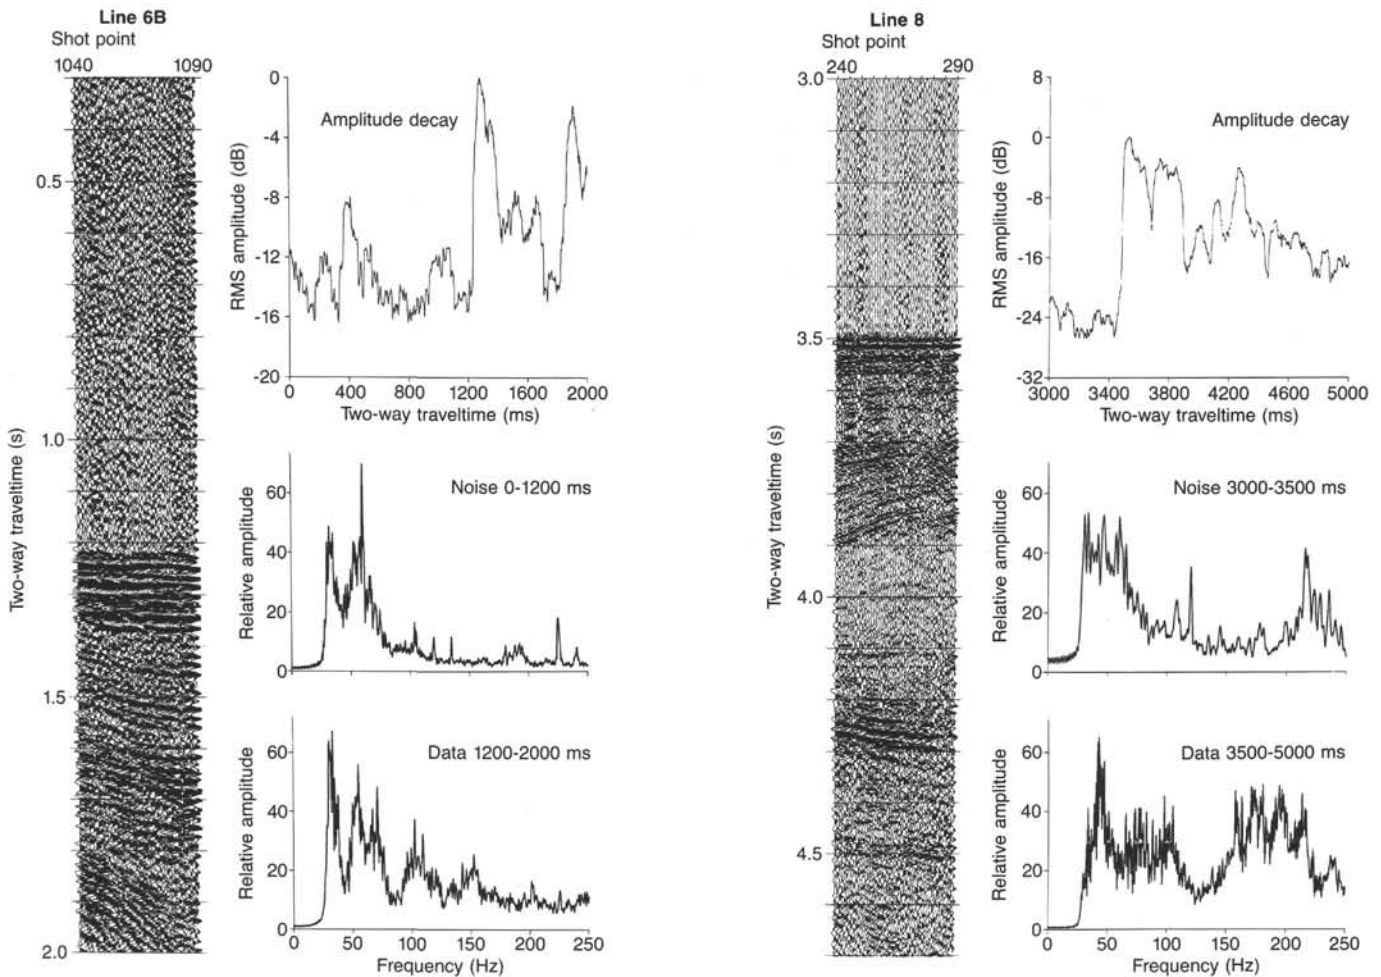 Line 6B
Shot point
1040 1090
0.5
1.0
1.5
2.0
Two-way traveltime (s)
Amplitude decay
RMS amplitude (dB)
0
-4
-8
-12
-16
-20
0 400 800 1200 1600 2000
Two-way traveltime (ms)
Noise 0-1200 ms
Relative amplitude
60
40
20
0
Data 1200-2000 ms
Relative amplitude
60
40
20
0
0 50 100 150 200 250
Frequency (Hz)
Line 8
Shot point
240 290
3.0
3.5
4.0
4.5
Two-way traveltime (s)
Amplitude decay
RMS amplitude (dB)
8
0
-8
-16
-24
-32
3000 3400 4200 4600 5000
Two-way traveltime (ms)
Noise 3000-3500 ms
Relative amplitude
60
40
20
0
Data 3500-5000 ms
Relative amplitude
60
40
20
0
0 50 100 150 200 250
Frequency (Hz)